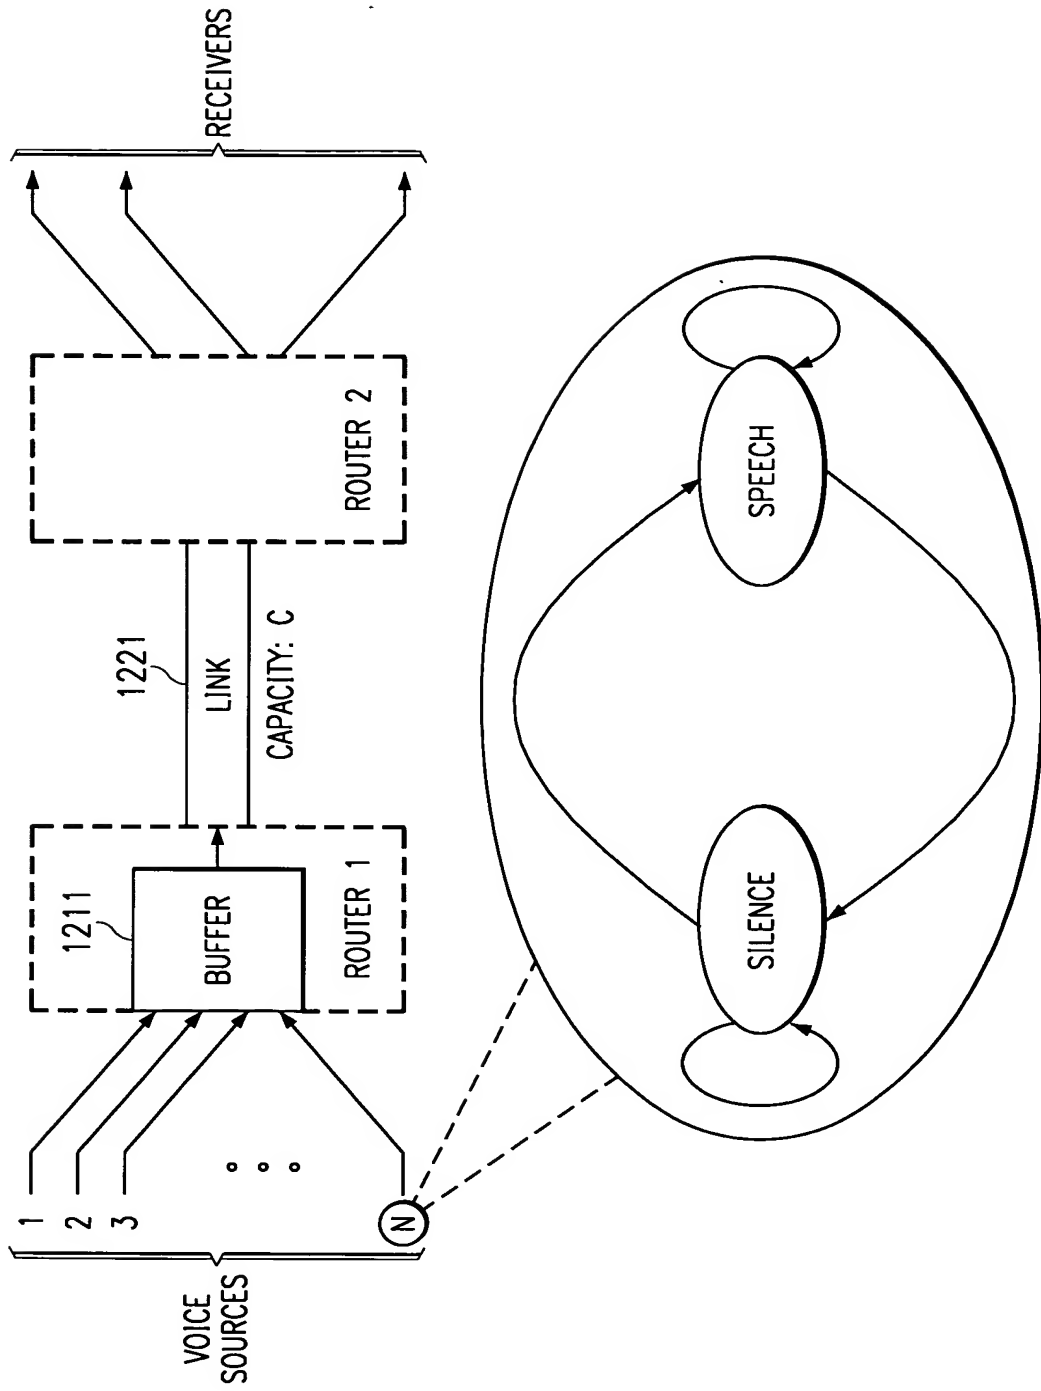 VOICE
SOURCES
1
2
3
N
1211
BUFFER
ROUTER 1
1221
LINK
CAPACITY: C
ROUTER 2
RECEIVERS
SILENCE
SPEECH